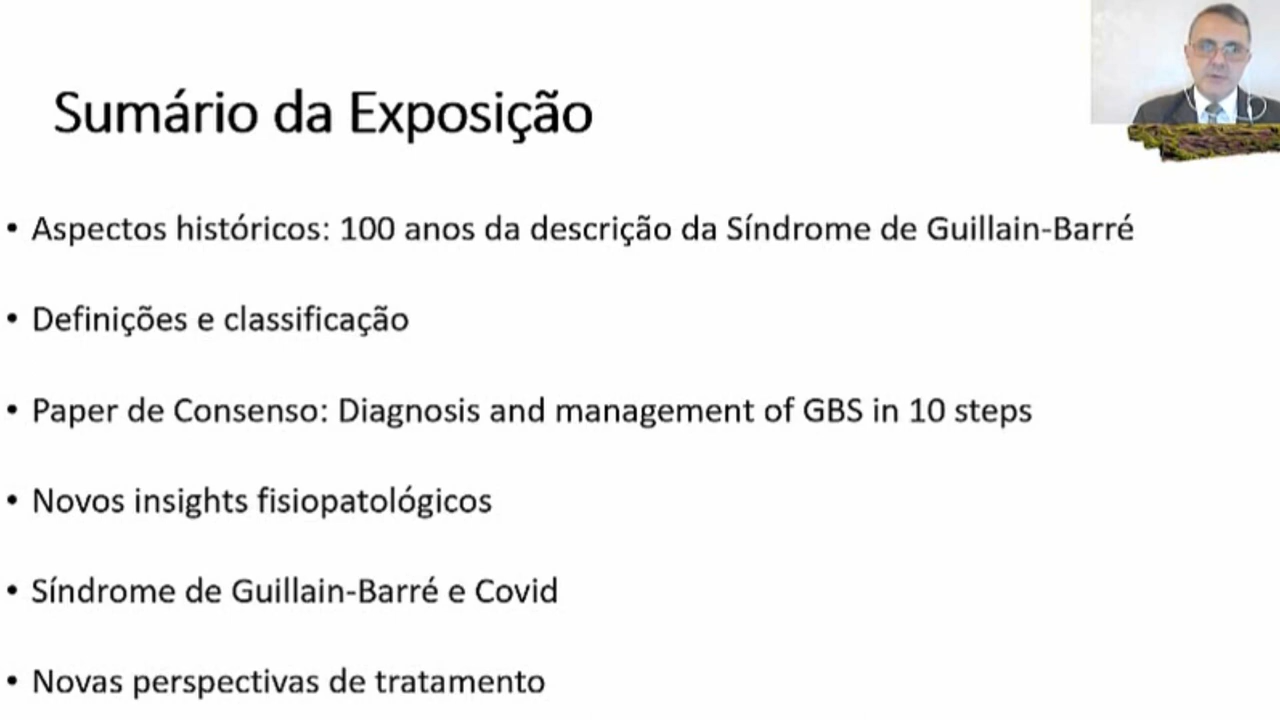 Sumário da Exposição
• Aspectos históricos: 100 anos da descrição da Síndrome de Guillain-Barré
• Definições e classificação
• Paper de Consenso: Diagnosis and management of GBS in 10 steps
• Novos insights fisiopatológicos
• Síndrome de Guillain-Barré e Covid
• Novas perspectivas de tratamento